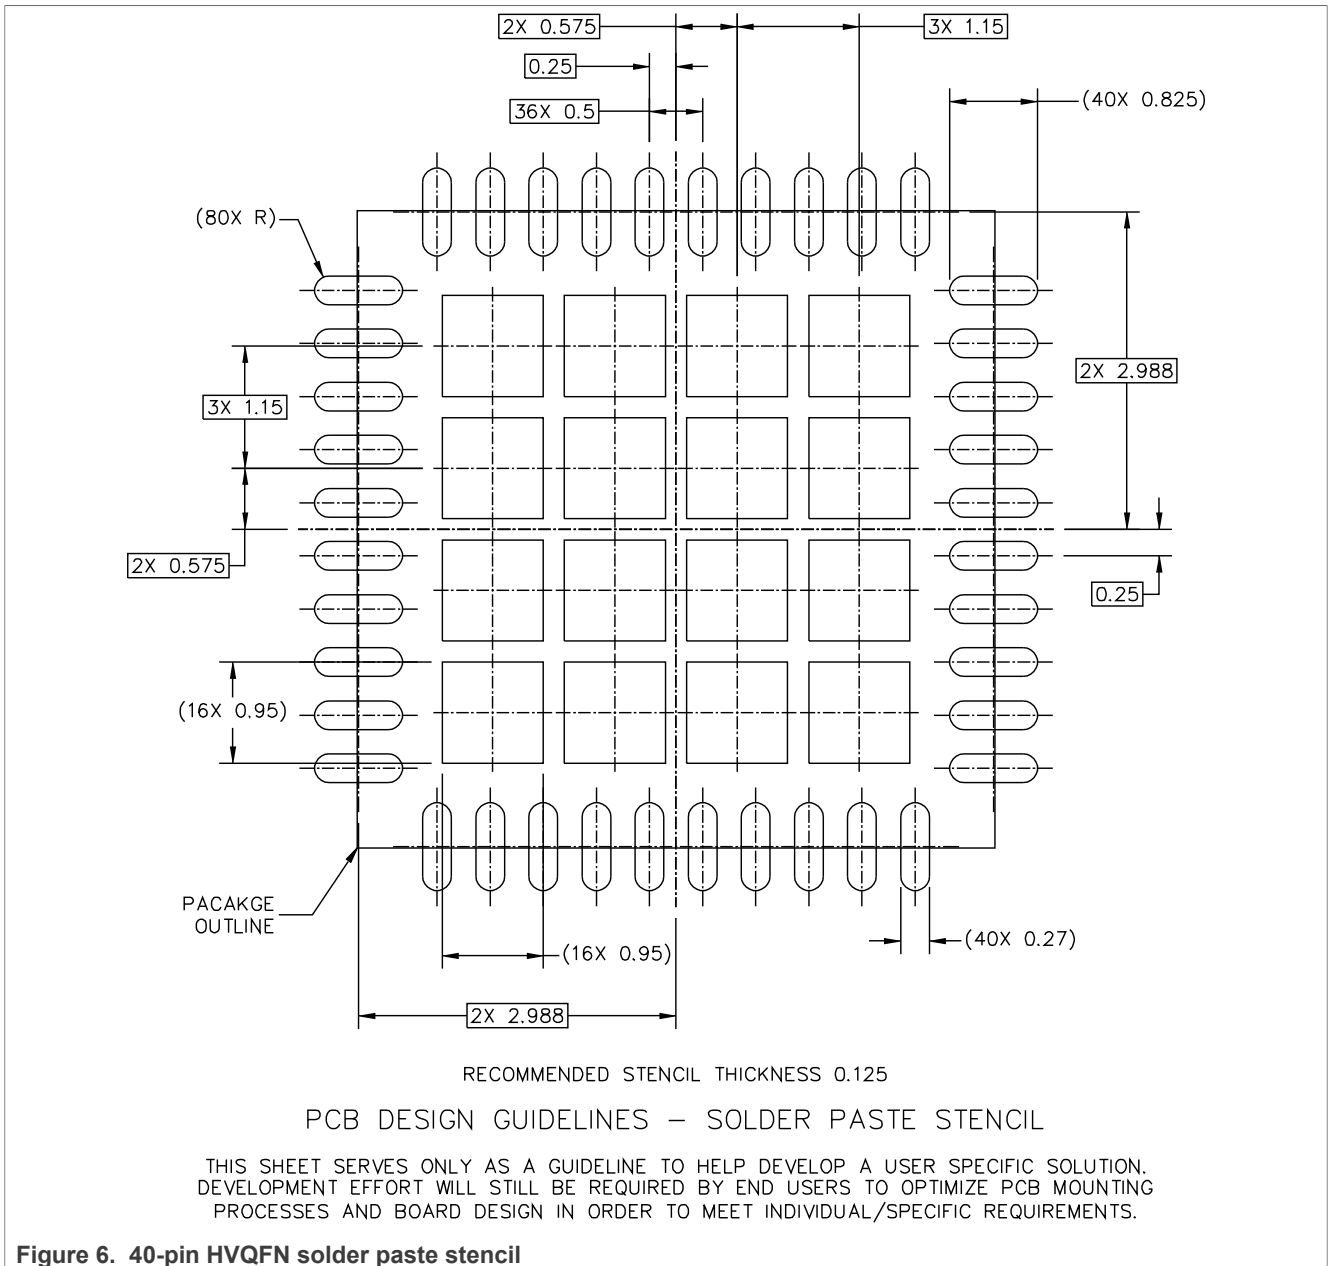 2X 0.575
3X 1.15
0.25
36X 0.5
(40X 0.825)
(80X R)
2X 2.988
3X 1.15
2X 0.575
0.25
(16X 0.95)
PACAKGE
OUTLINE
(16X 0.95)
(40X 0.27)
2X 2.988
RECOMMENDED STENCIL THICKNESS 0.125
PCB DESIGN GUIDELINES – SOLDER PASTE STENCIL
THIS SHEET SERVES ONLY AS A GUIDELINE TO HELP DEVELOP A USER SPECIFIC SOLUTION.
DEVELOPMENT EFFORT WILL STILL BE REQUIRED BY END USERS TO OPTIMIZE PCB MOUNTING
PROCESSES AND BOARD DESIGN IN ORDER TO MEET INDIVIDUAL/SPECIFIC REQUIREMENTS.
Figure 6. 40-pin HVQFN solder paste stencil